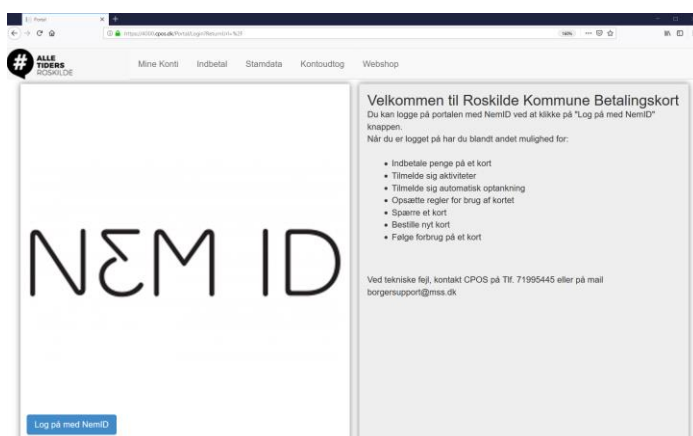 Portal
https://4000.cpos.dk/Portal/Login?ReturnUrl=%2F
ALLE
TIDERS
ROSKILDE
Mine Konti Indbetal Stamdata Kontoudtog Webshop
NEM ID
Log på med NemID
Velkommen til Roskilde Kommune Betalingskort
Du kan logge på portalen med NemID ved at klikke på "Log på med NemID"
knappen.
Når du er logget på har du blandt andet mulighed for:
• Indbetale penge på et kort
• Tilmelde sig aktiviteter
• Tilmelde sig automatisk optankning
• Opsætte regler for brug af kortet
• Spærre et kort
• Bestille nyt kort
• Følge forbrug på et kort
Ved tekniske fejl, kontakt CPOS på Tlf. 71995445 eller på mail
borgersupport@mss.dk